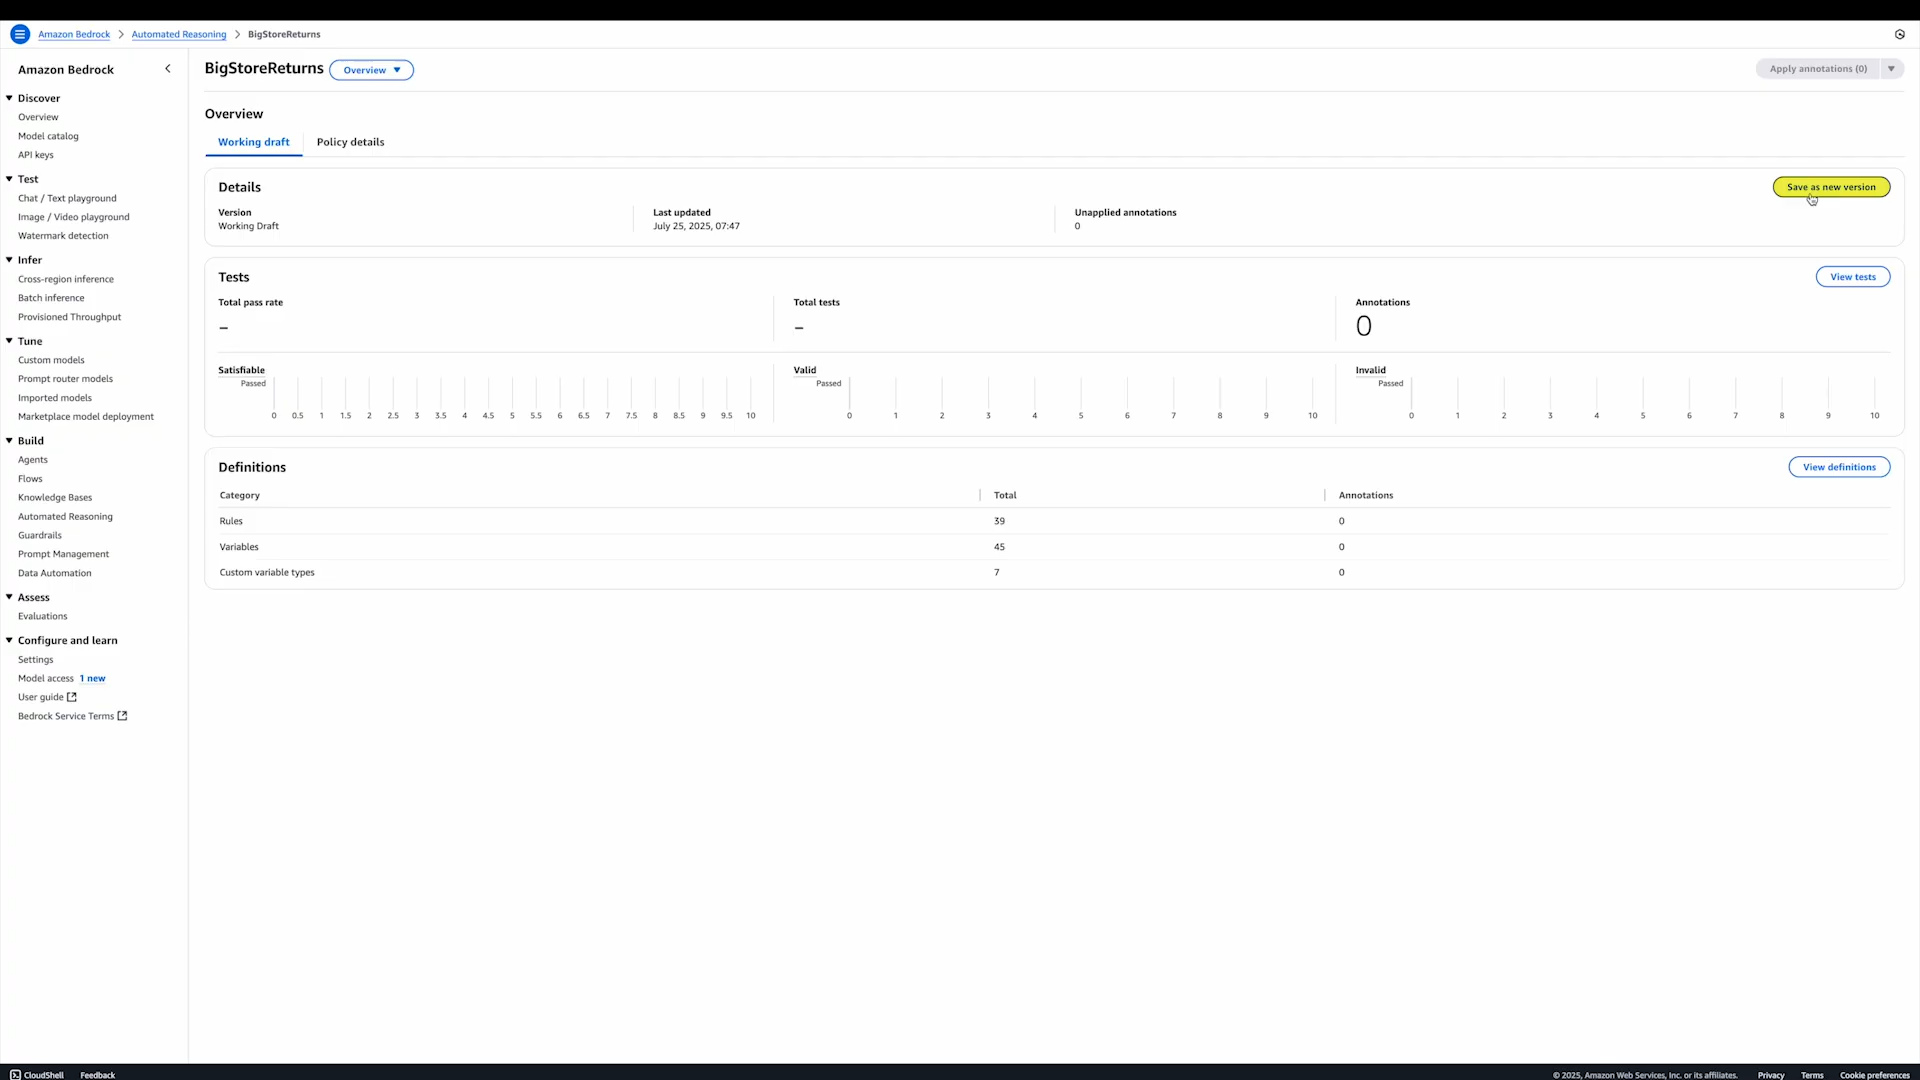 Amazon Bedrock > Automated Reasoning > BigStoreReturns
Amazon Bedrock
Discover
Overview
Model catalog
API keys
Test
Chat / Text playground
Image / Video playground
Watermark detection
Infer
Cross-region inference
Batch inference
Provisioned Throughput
Tune
Custom models
Prompt router models
Imported models
Marketplace model deployment
Build
Agents
Flows
Knowledge Bases
Automated Reasoning
Guardrails
Prompt Management
Data Automation
Assess
Evaluations
Configure and learn
Settings
Model access 1 new
User guide
Bedrock Service Terms
BigStoreReturns Overview
Apply annotations (0)
Overview
Working draft Policy details
Details
Save as new version
Version Last updated Unapplied annotations
Working Draft July 25, 2025, 07:47 0
Tests
View tests
Total pass rate Total tests Annotations
– – 0
Satisfiable
Passed
0 0.5 1 1.5 2 2.5 3 3.5 4 4.5 5 5.5 6 6.5 7 7.5 8 8.5 9 9.5 10
Valid
Passed
0 1 2 3 4 5 6 7 8 9 10
Invalid
Passed
0 1 2 3 4 5 6 7 8 9 10
Definitions
View definitions
Category Total Annotations
Rules 39 0
Variables 45 0
Custom variable types 7 0
CloudShell Feedback
© 2025, Amazon Web Services, Inc. or its affiliates. Privacy Terms Cookie preferences